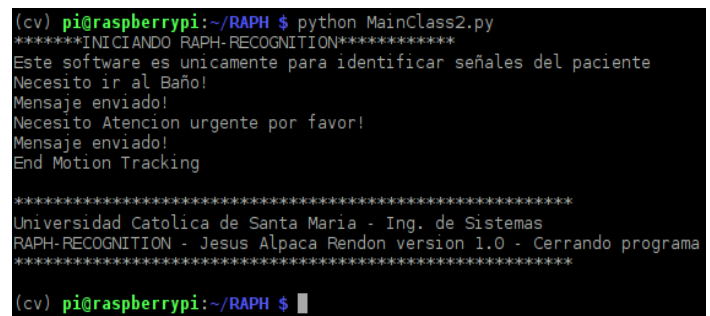 (cv) pi@raspberrypi:~/RAPH $ python MainClass2.py
*******INICIANDO RAPH-RECOGNITION************
Este software es unicamente para identificar señales del paciente
Necesito ir al Baño!
Mensaje enviado!
Necesito Atencion urgente por favor!
Mensaje enviado!
End Motion Tracking
*********************************************************
Universidad Catolica de Santa Maria - Ing. de Sistemas
RAPH-RECOGNITION - Jesus Alpaca Rendon version 1.0 - Cerrando programa
*********************************************************
(cv) pi@raspberrypi:~/RAPH $